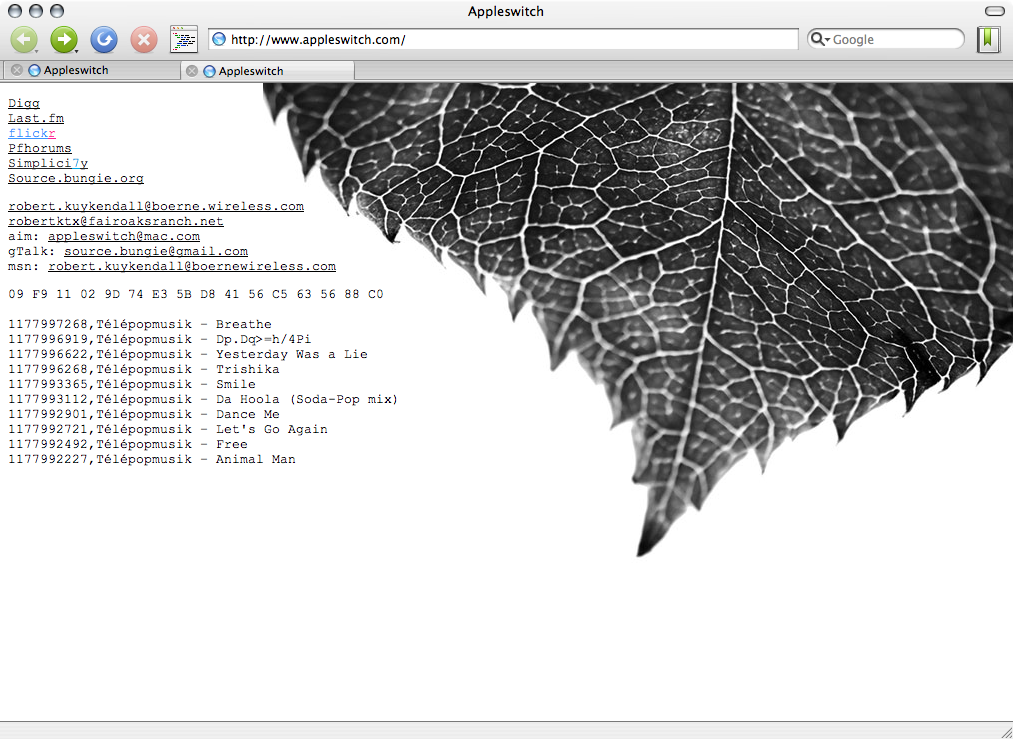 Appleswitch
http://www.appleswitch.com/
Google
Appleswitch
Appleswitch
Digg
Last.fm
flickr
Pfhorums
Simplici7y
Source.bungie.org
robert.kuykendall@boerne.wireless.com
robertktx@fairoaksranch.net
aim: appleswitch@mac.com
gTalk: source.bungie@gmail.com
msn: robert.kuykendall@boernewireless.com
09 F9 11 02 9D 74 E3 5B D8 41 56 C5 63 56 88 C0
1177997268,Télépopmusik - Breathe
1177996919,Télépopmusik - Dp.Dq>=h/4Pi
1177996622,Télépopmusik - Yesterday Was a Lie
1177996268,Télépopmusik - Trishika
1177993365,Télépopmusik - Smile
1177993112,Télépopmusik - Da Hoola (Soda-Pop mix)
1177992901,Télépopmusik - Dance Me
1177992721,Télépopmusik - Let's Go Again
1177992492,Télépopmusik - Free
1177992227,Télépopmusik - Animal Man